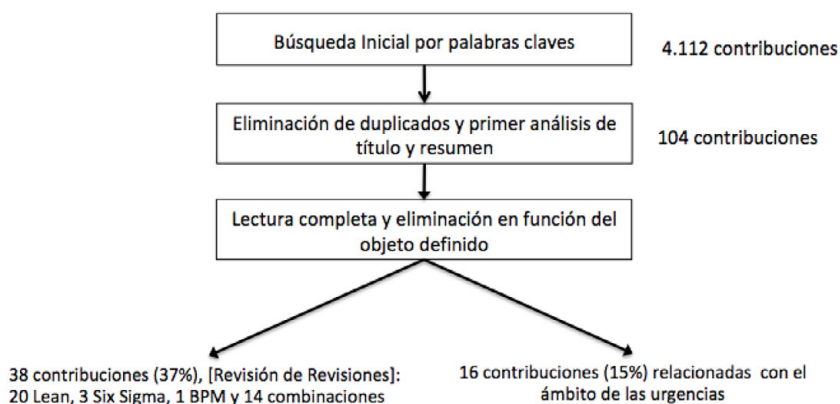 Búsqueda Inicial por palabras claves
4.112 contribuciones
Eliminación de duplicados y primer análisis de
título y resumen
104 contribuciones
Lectura completa y eliminación en función del
objeto definido
38 contribuciones (37%), [Revisión de Revisiones]:
20 Lean, 3 Six Sigma, 1 BPM y 14 combinaciones
16 contribuciones (15%) relacionadas con el
ámbito de las urgencias